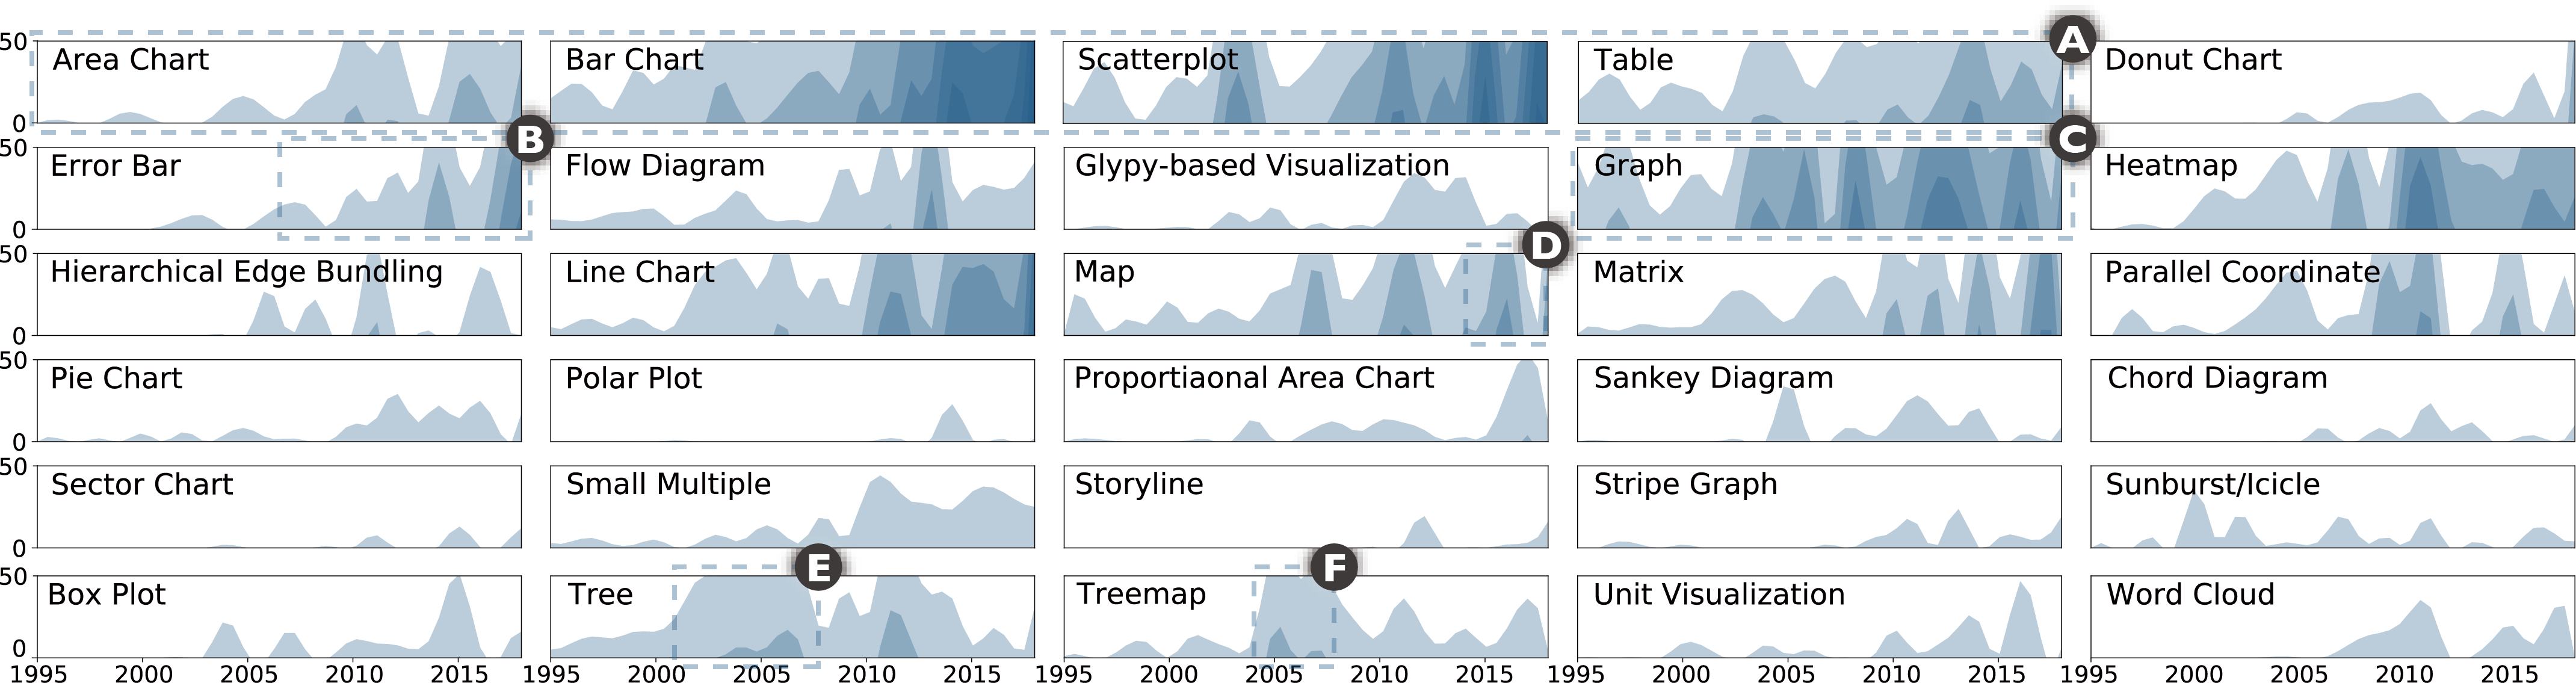 A
50 Area Chart Bar Chart Scatterplot Table Donut Chart
0
B C
50 Error Bar Flow Diagram Glypy-based Visualization Graph Heatmap
0
D
50 Hierarchical Edge Bundling Line Chart Map Matrix Parallel Coordinate
0
50 Pie Chart Polar Plot Proportiaonal Area Chart Sankey Diagram Chord Diagram
0
50 Sector Chart Small Multiple Storyline Stripe Graph Sunburst/Icicle
0
E F
50 Box Plot Tree Treemap Unit Visualization Word Cloud
0
1995 2000 2005 2010 2015 1995 2000 2005 2010 2015 1995 2000 2005 2010 2015 1995 2000 2005 2010 2015 1995 2000 2005 2010 2015